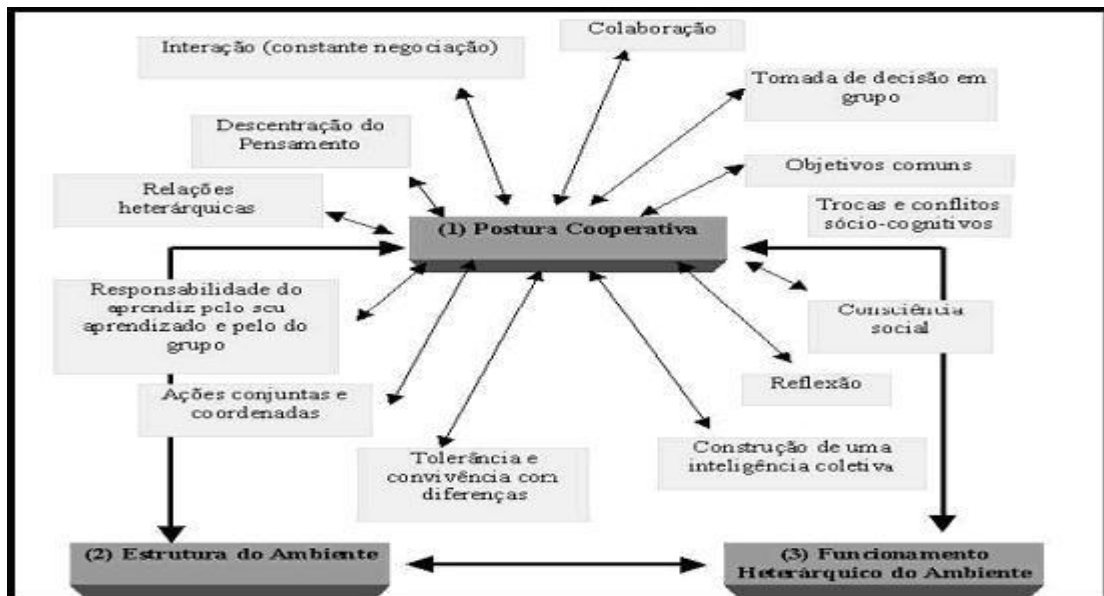 Interação (constante negociação)
Colaboração
Tomada de decisão em
grupo
Descentração do
Pensamento
Objetivos comuns
Relações
heterárquicas
Trocas e conflitos
sócio-cognitivos
(1) Postura Cooperativa
Responsabilidade do
aprendiz pelo seu
aprendizado e pelo do
grupo
Consciência
social
Ações conjuntas e
coordenadas
Reflexão
Tolerância e
convivência com
diferenças
Construção de uma
inteligência coletiva
(2) Estrutura do Ambiente
(3) Funcionamento
Heterárquico do Ambiente